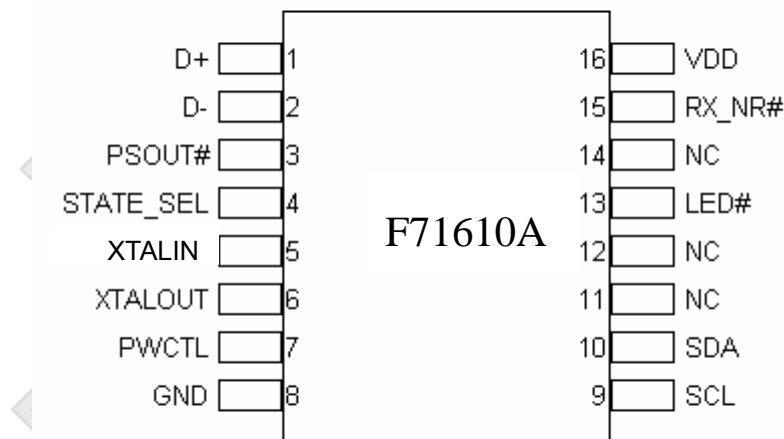 D+ 1 16 VDD
D- 2 15 RX_NR#
PSOUT# 3 14 NC
STATE_SEL 4 13 LED#
F71610A
XTALIN 5 12 NC
XTALOUT 6 11 NC
PWCTL 7 10 SDA
GND 8 9 SCL